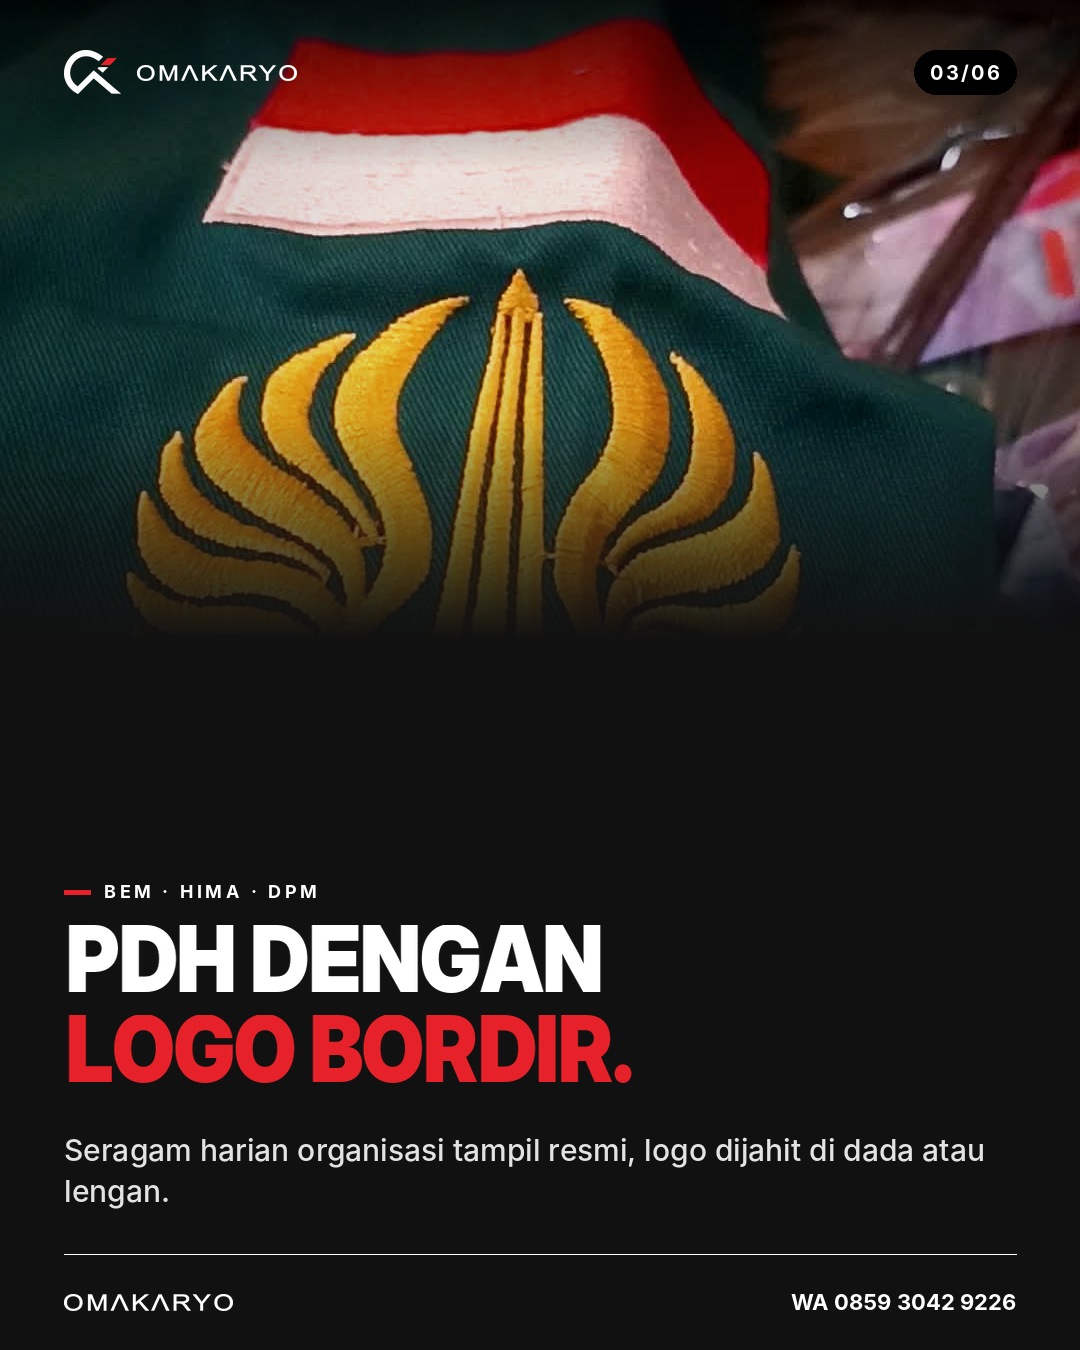 OMAKARYO
03/06
BEM · HIMA · DPM
PDH DENGAN
LOGO BORDIR.
Seragam harian organisasi tampil resmi, logo dijahit di dada atau
lengan.
OMAKARYO
WA 0859 3042 9226